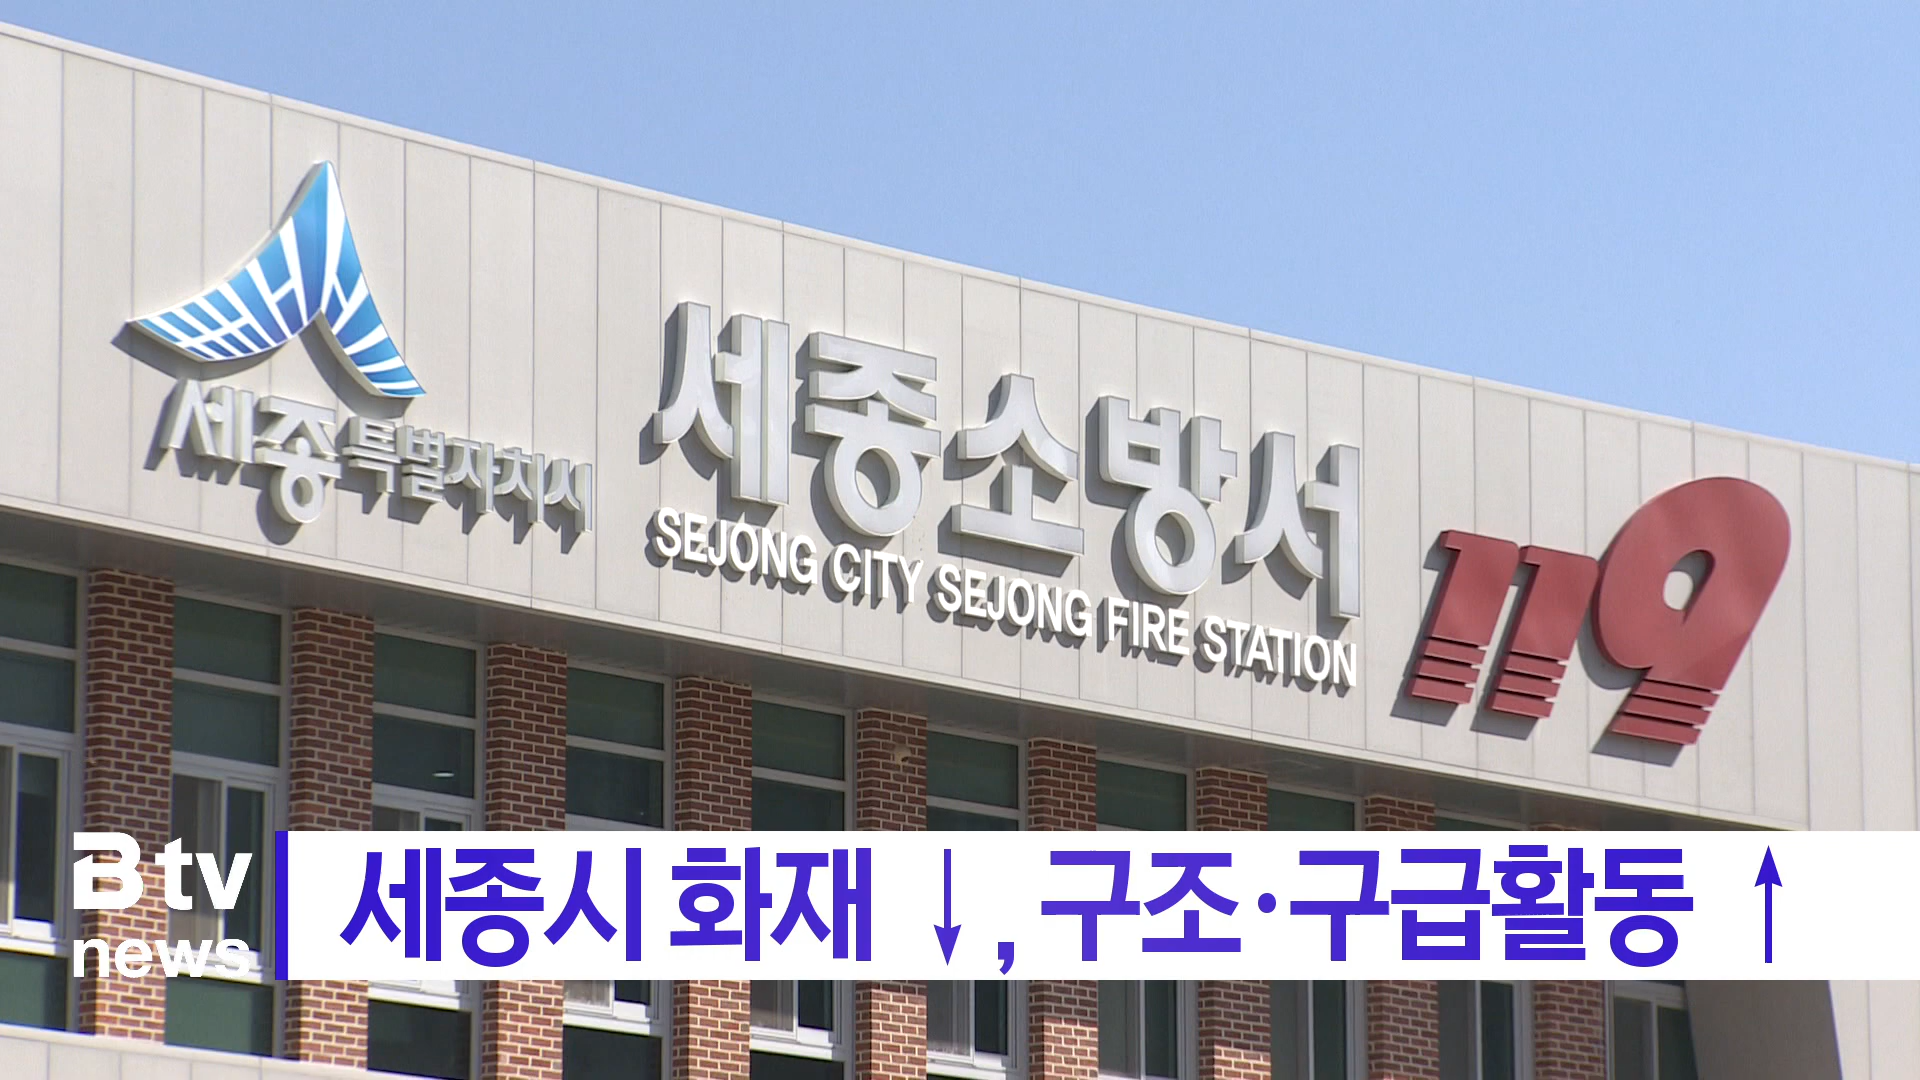 세종특별자치시
세종소방서
SEJONG CITY SEJONG FIRE STATION
119
B tv
news
세종시 화재 ↓, 구조·구급활동 ↑